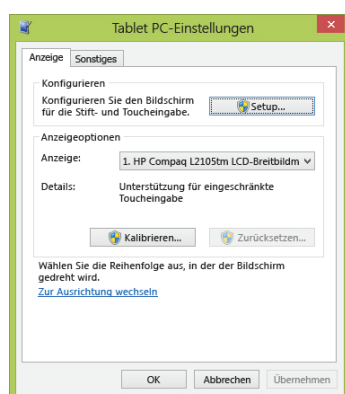 Tablet PC-Einstellungen
Anzeige Sonstiges
Konfigurieren
Konfigurieren Sie den Bildschirm
für die Stift- und Toucheingabe.
Setup...
Anzeigeoptionen
Anzeige:
1. HP Compaq L2105tm LCD-Breitbildm
Details:
Unterstützung für eingeschränkte
Toucheingabe
Kalibrieren... Zurücksetzen...
Wählen Sie die Reihenfolge aus, in der der Bildschirm
gedreht wird.
Zur Ausrichtung wechseln
OK Abbrechen Übernehmen